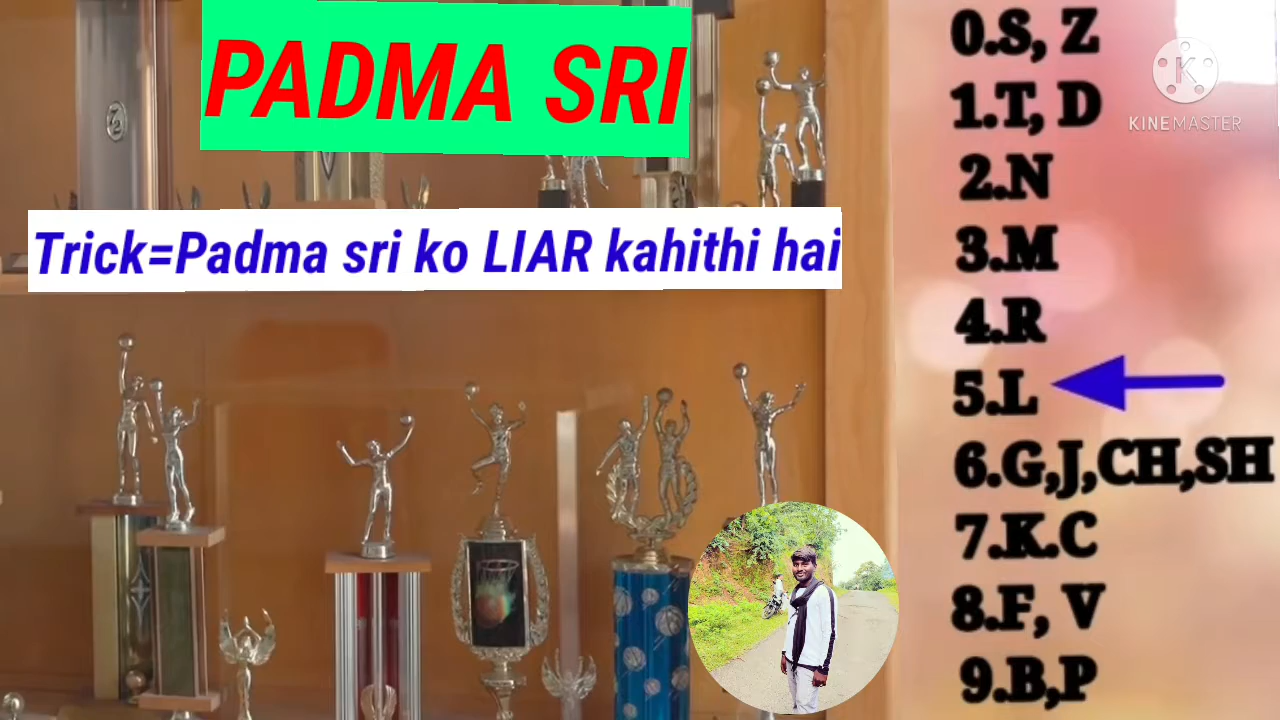 PADMA SRI
Trick=Padma sri ko LIAR kahithi hai
0.S, Z
1.T, D
2.N
3.M
4.R
5.L
6.G,J,CH,SH
7.K.C
8.F, V
9.B,P
K
KINEMASTER
72